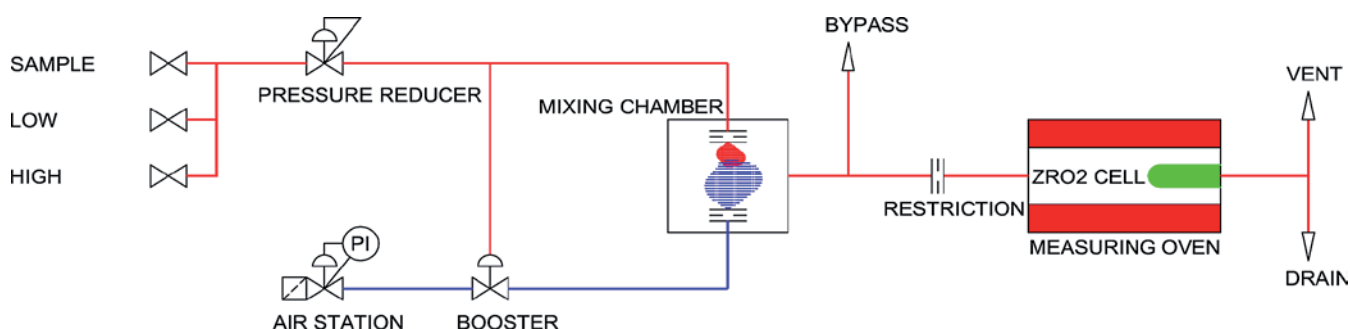 BYPASS
SAMPLE
VENT
PRESSURE REDUCER
MIXING CHAMBER
LOW
HIGH
ZRO2 CELL
RESTRICTION
PI
MEASURING OVEN
DRAIN
AIR STATION
BOOSTER